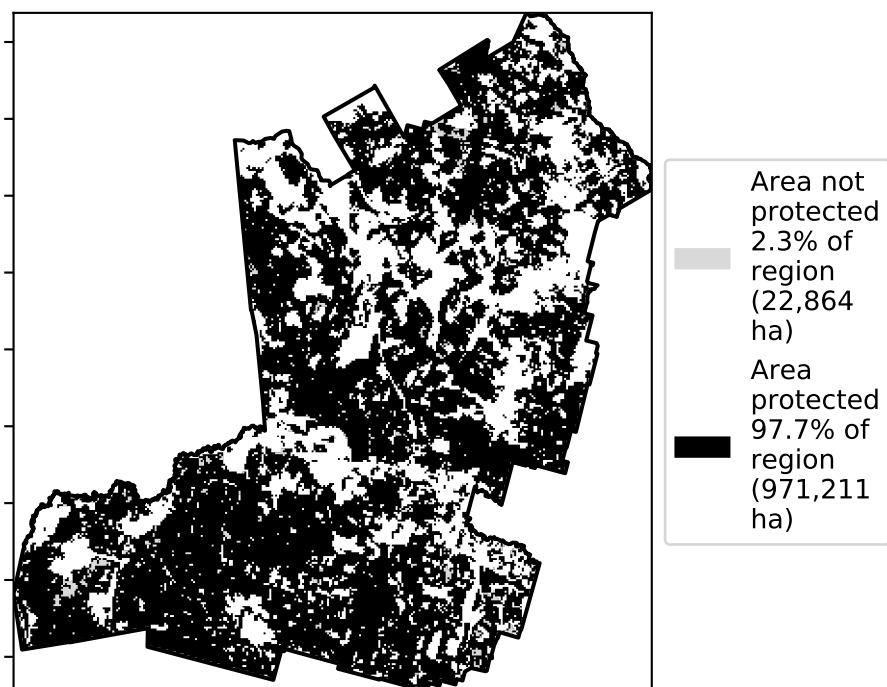 Area not
protected
2.3% of
region
(22,864
ha)
Area
protected
97.7% of
region
(971,211
ha)